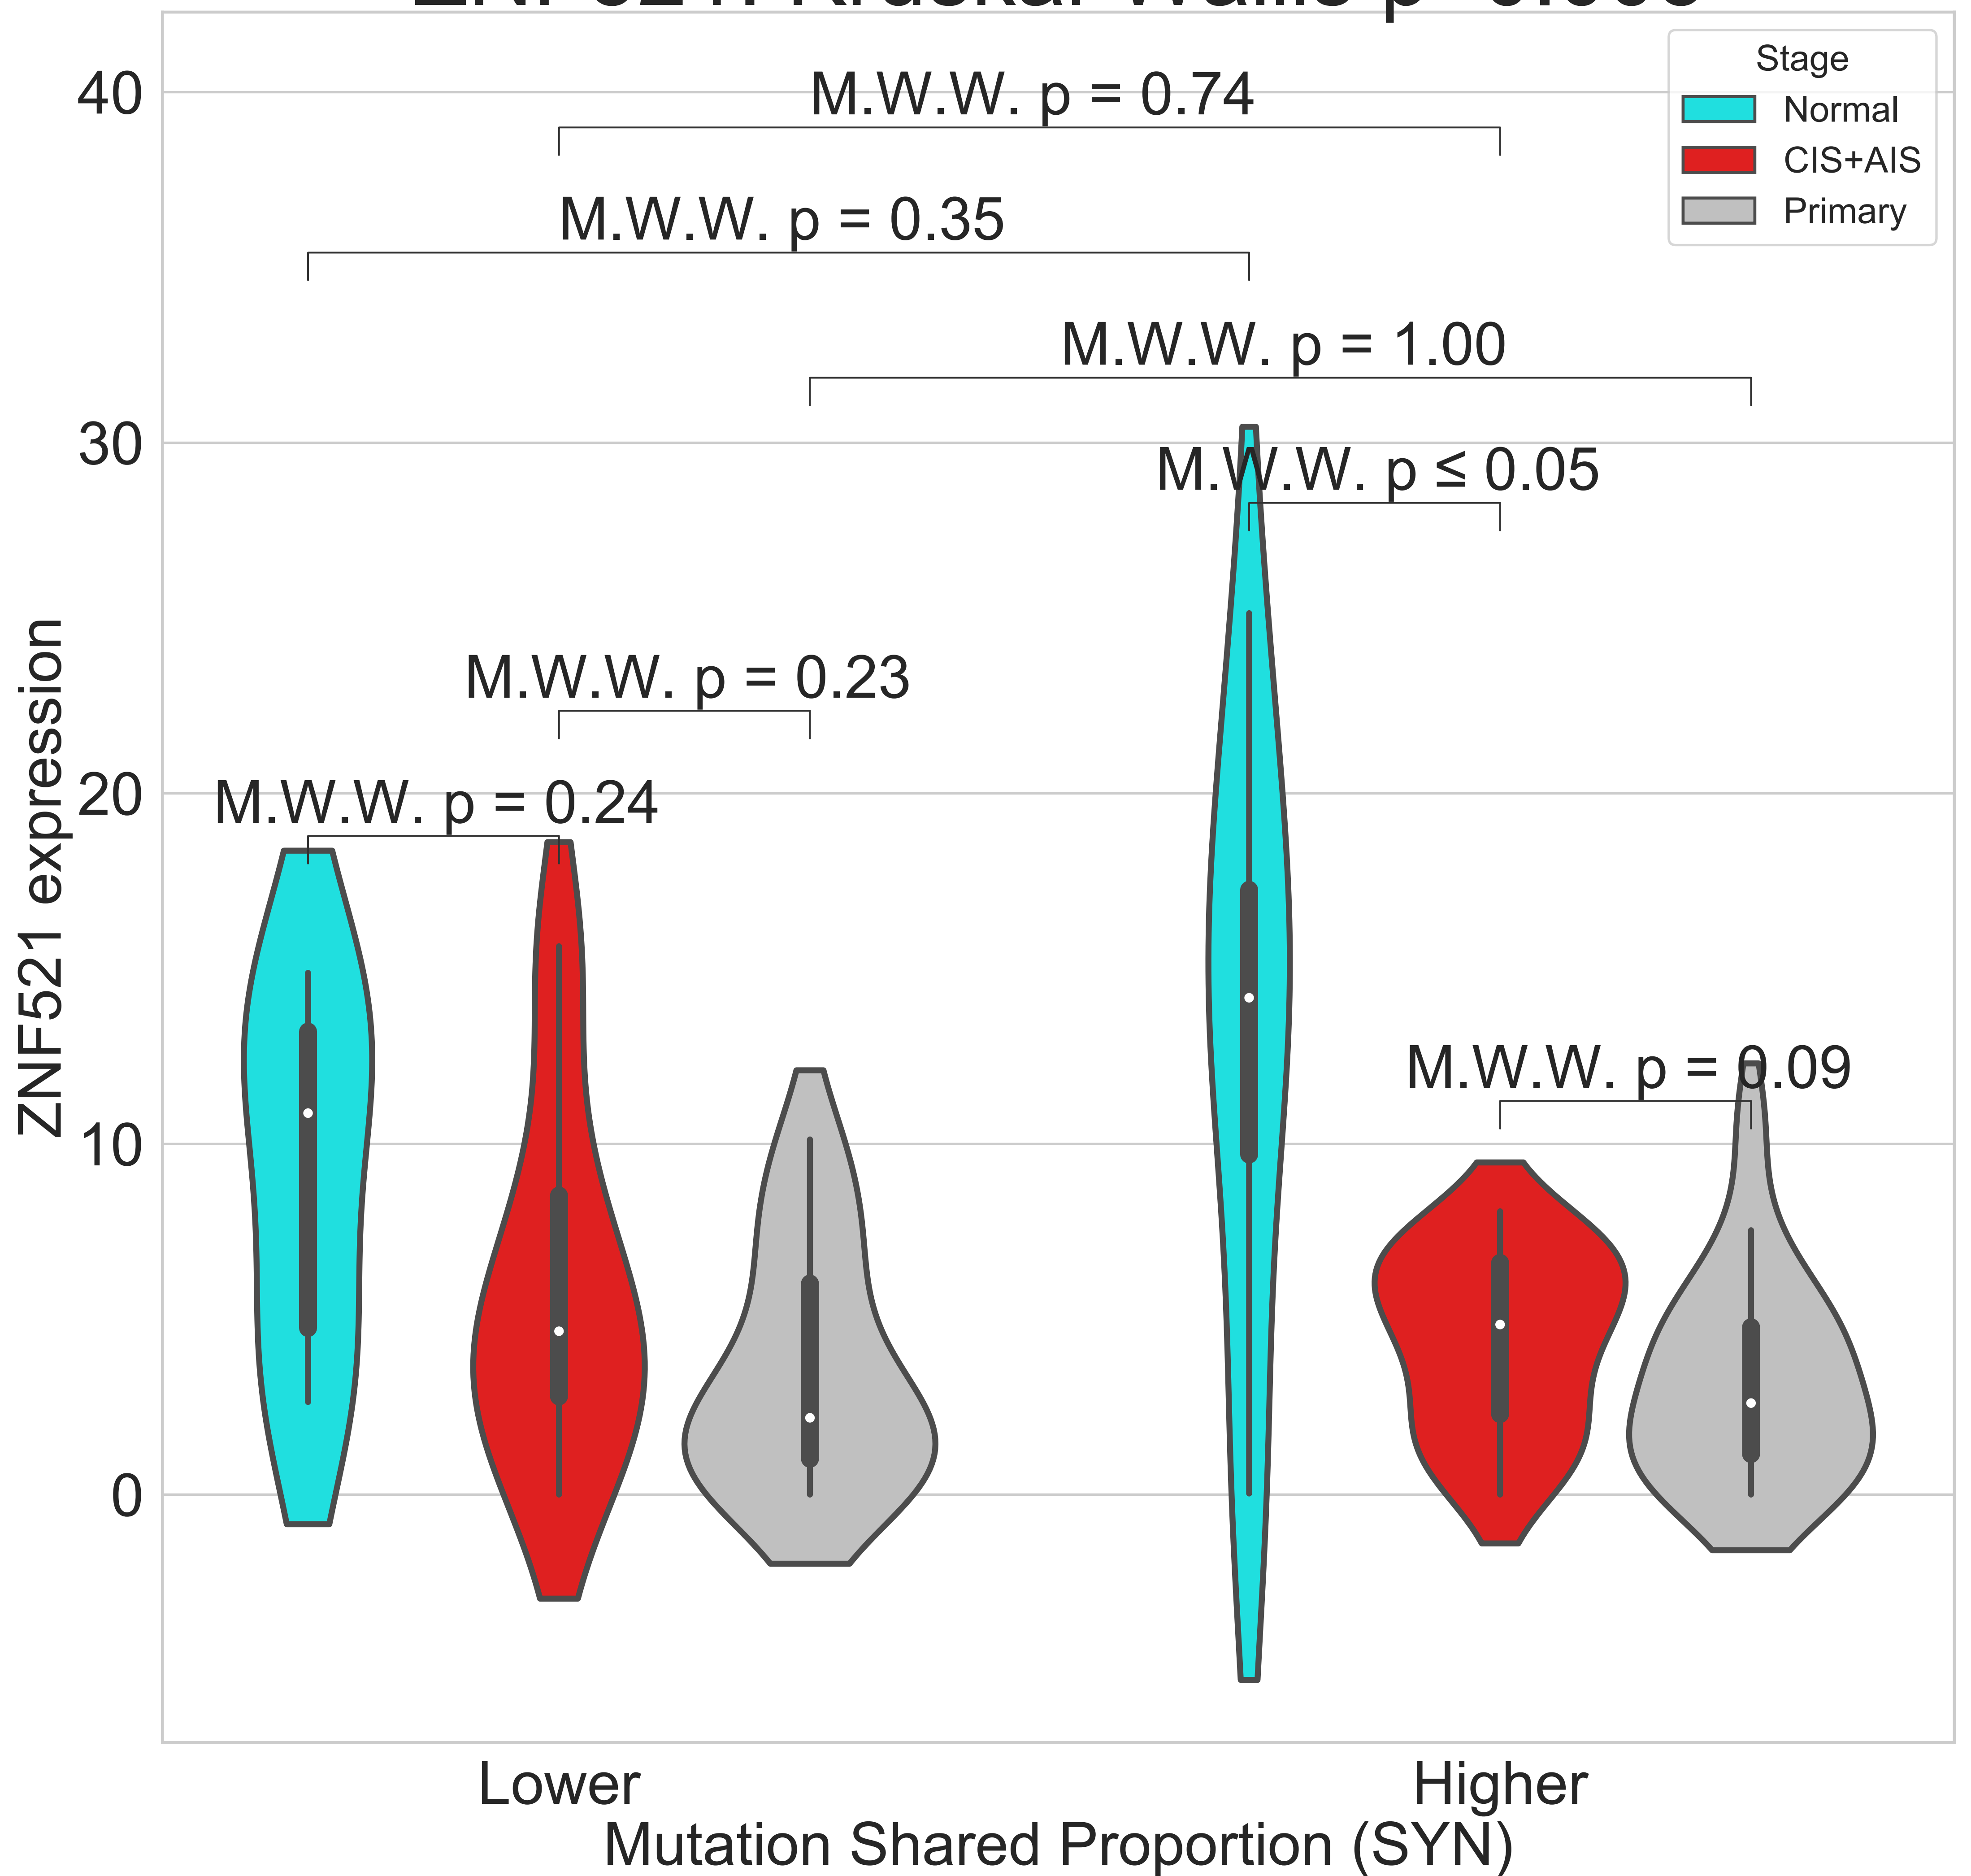 Stage
Normal
CIS+AIS
Primary
M.W.W. p = 0.74
M.W.W. p = 0.35
M.W.W. p = 1.00
M.W.W. p ≤ 0.05
M.W.W. p = 0.23
M.W.W. p = 0.24
M.W.W. p = 0.09
40
30
20
10
0
ZNF521 expression
Lower
Higher
Mutation Shared Proportion (SYN)